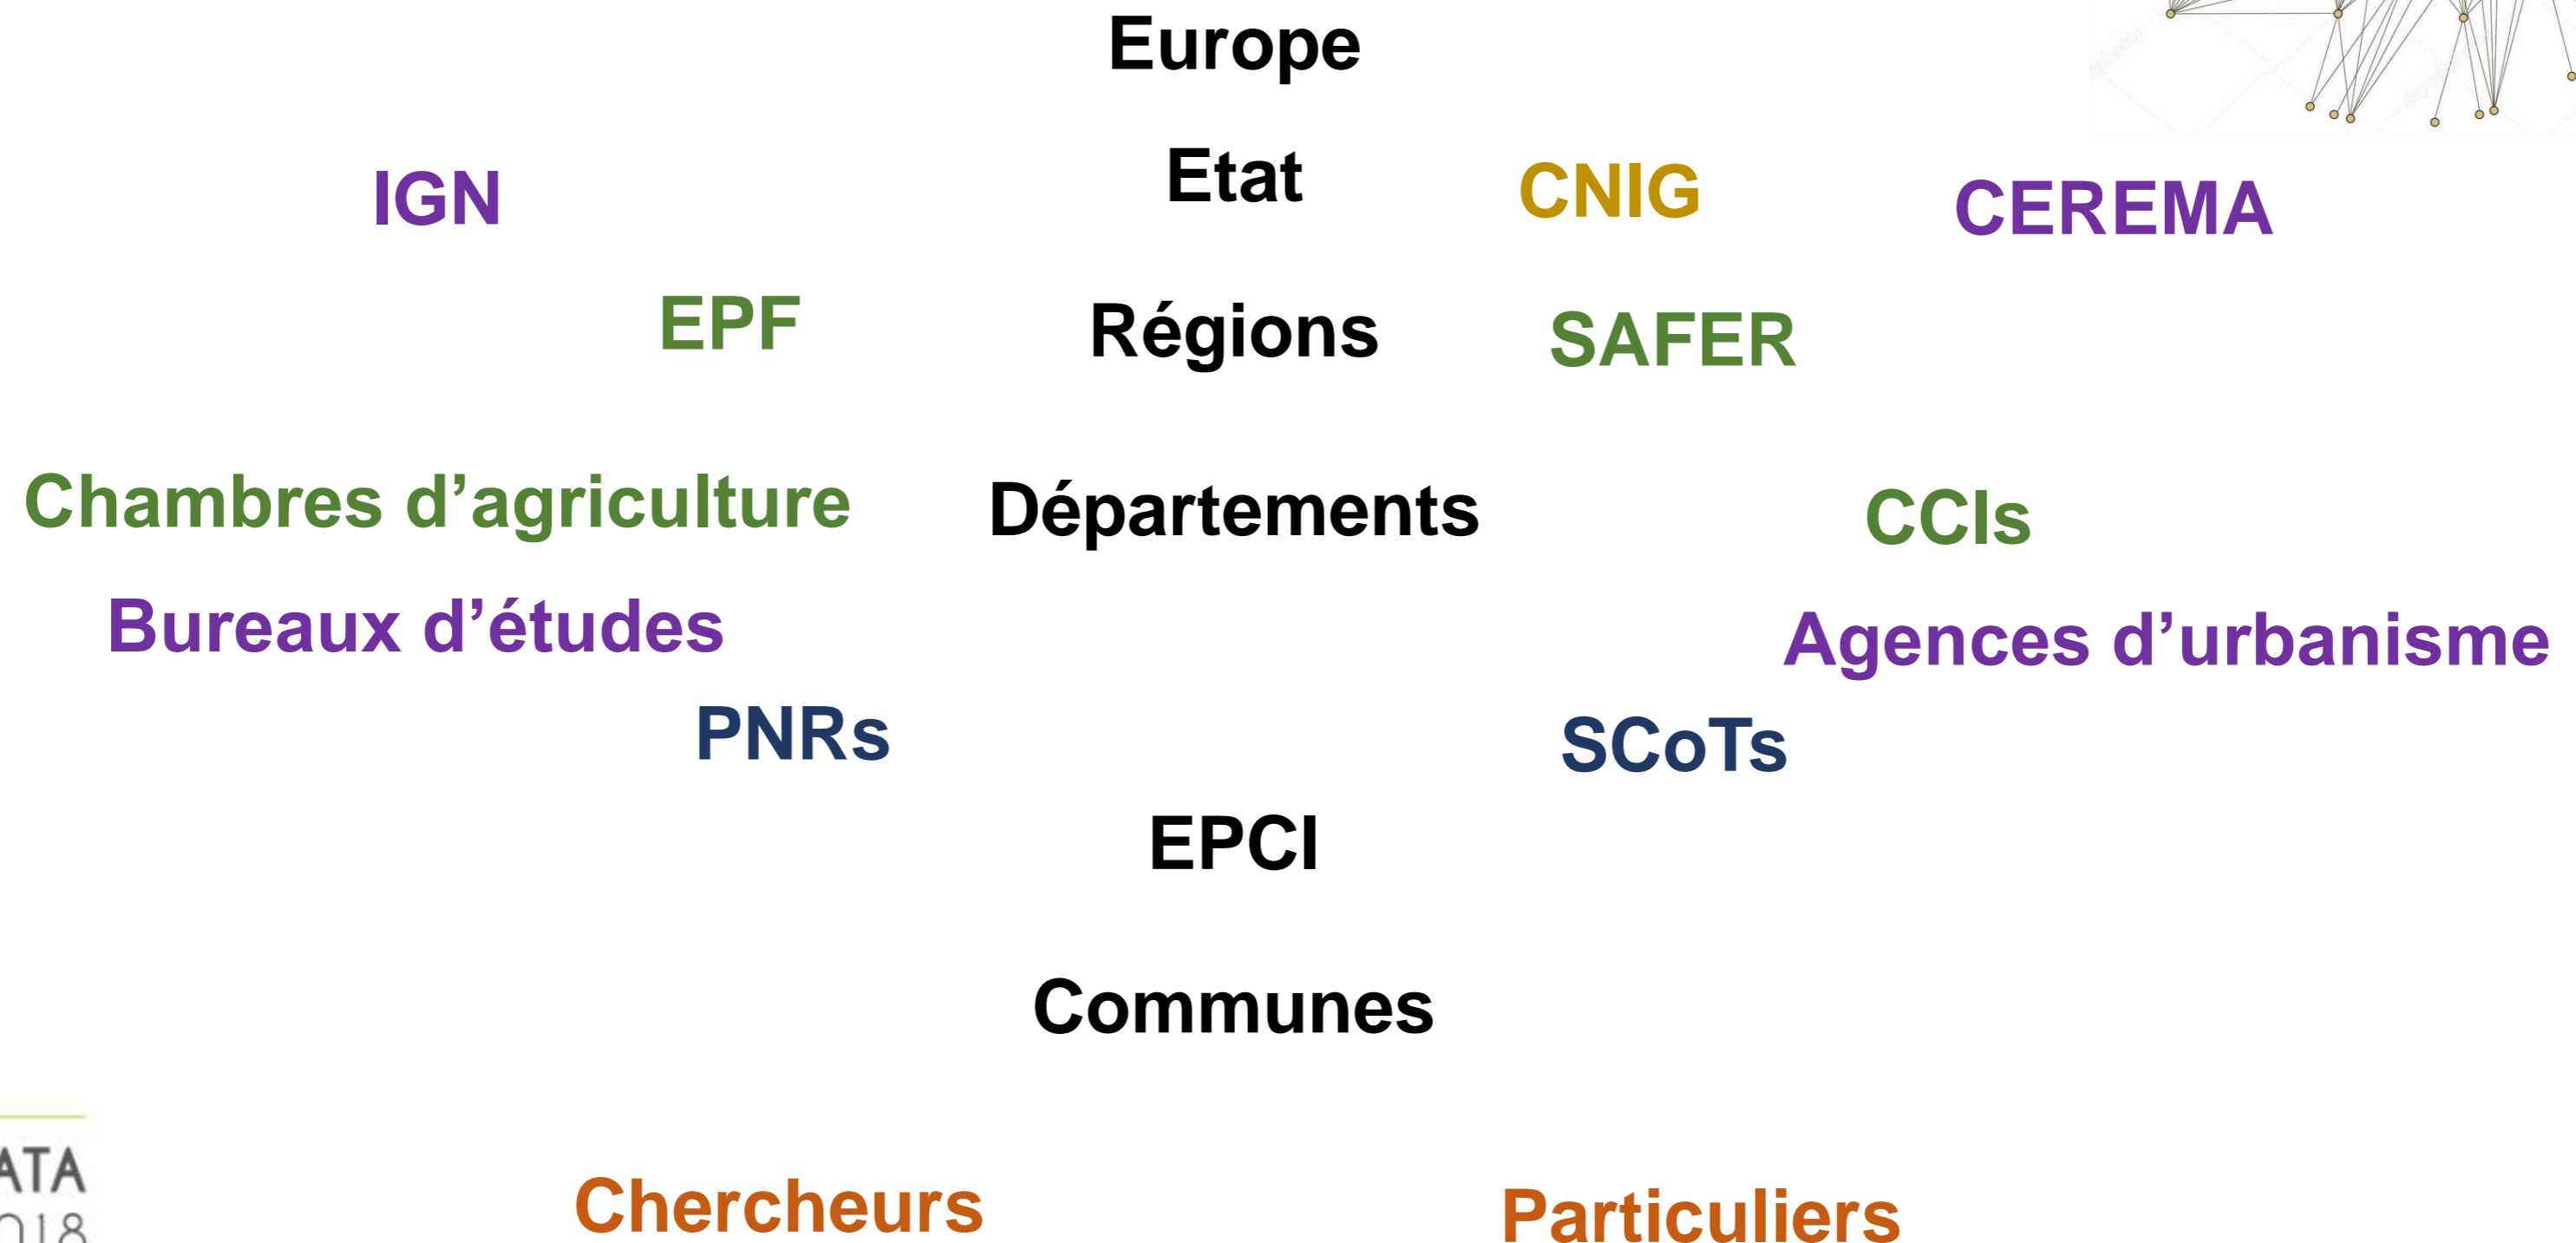 Europe
Etat
IGN
CNIG
CEREMA
EPF
Régions
SAFER
Chambres d’agriculture
Départements
CCIs
Bureaux d’études
Agences d’urbanisme
PNRs
SCoTs
EPCI
Communes
ATA
018
Chercheurs
Particuliers